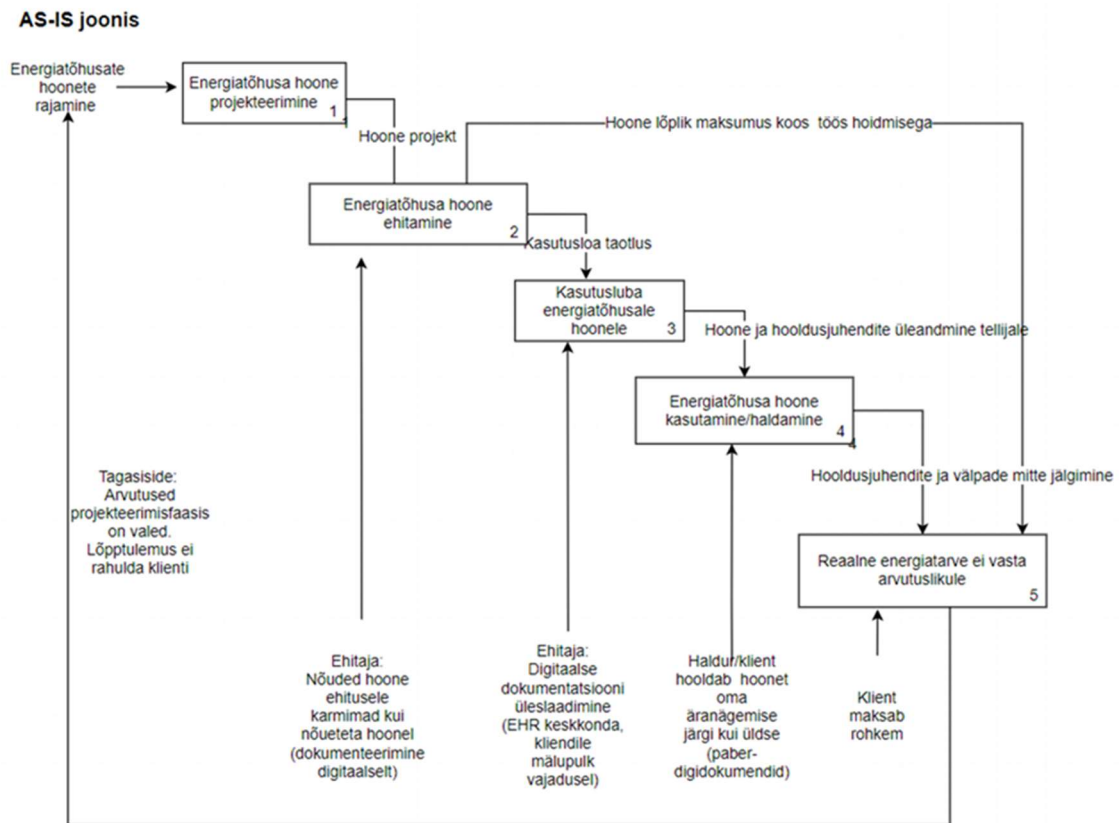 AS-IS joonis
Energiatõhusate
hoonete
rajamine
Energiatõhusa hoone
projekteerimine
1
1
Hoone projekt
Hoone lõplik maksumus koos töös hoidmisega
Energiatõhusa hoone
ehitamine
2
Kasutusloa taotlus
Kasutusluba
energiatõhusale
hoonele
3
Hoone ja hooldusjuhendite üleandmine tellijale
Energiatõhusa hoone
kasutamine/haldamine
4
4
Hooldusjuhendite ja välpade mitte jälgimine
Reaalne energiatarve ei vasta
arvutuslikule
5
Tagasiside:
Arvutused
projekteerimisfaasis
on valed.
Lõpptulemus ei
rahulda klienti
Ehitaja:
Nõuded hoone
ehitusele
karmimad kui
nõueteta hoonel
(dokumenteerimine
digitaalselt)
Ehitaja:
Digitaalse
dokumentatsiooni
üleslaadimine
(EHR keskkonda,
kliendile
mälupulk
vajadusel)
Haldur/klient
hooldab hoonet
oma
äranägemise
järgi kui üldse
(paber-
digidokumendid)
Klient
maksab
rohkem